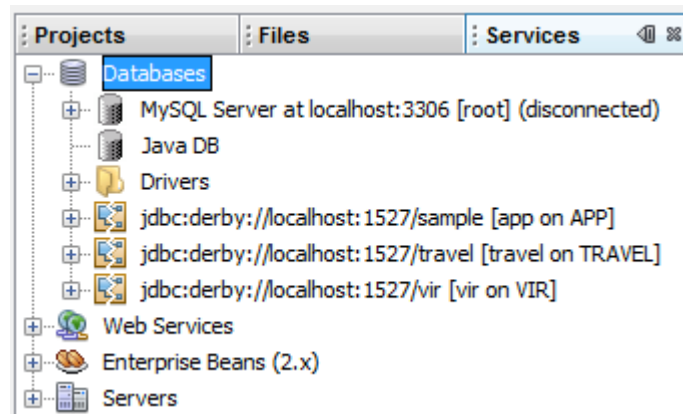 Projects Files Services
Databases
MySQL Server at localhost:3306 [root] (disconnected)
Java DB
Drivers
jdbc:derby://localhost:1527/sample [app on APP]
jdbc:derby://localhost:1527/travel [travel on TRAVEL]
jdbc:derby://localhost:1527/vir [vir on VIR]
Web Services
Enterprise Beans (2.x)
Servers